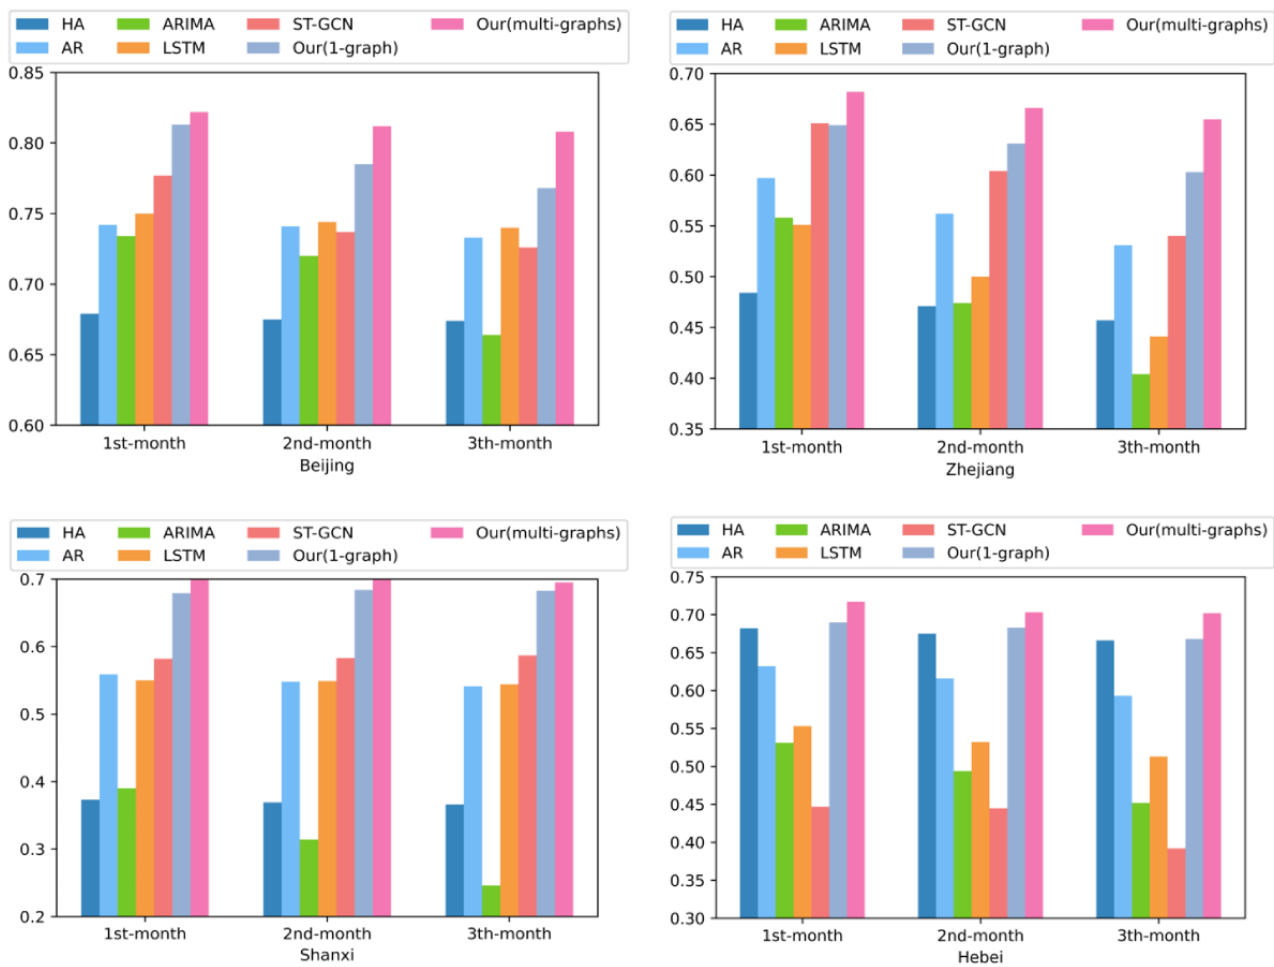 HA ARIMA ST-GCN Our(multi-graphs)
AR LSTM Our(1-graph)
0.85
0.80
0.75
0.70
0.65
0.60
1st-month 2nd-month 3th-month
Beijing
HA ARIMA ST-GCN Our(multi-graphs)
AR LSTM Our(1-graph)
0.70
0.65
0.60
0.55
0.50
0.45
0.40
0.35
1st-month 2nd-month 3th-month
Zhejiang
HA ARIMA ST-GCN Our(multi-graphs)
AR LSTM Our(1-graph)
0.7
0.6
0.5
0.4
0.3
0.2
1st-month 2nd-month 3th-month
Shanxi
HA ARIMA ST-GCN Our(multi-graphs)
AR LSTM Our(1-graph)
0.75
0.70
0.65
0.60
0.55
0.50
0.45
0.40
0.35
0.30
1st-month 2nd-month 3th-month
Hebei